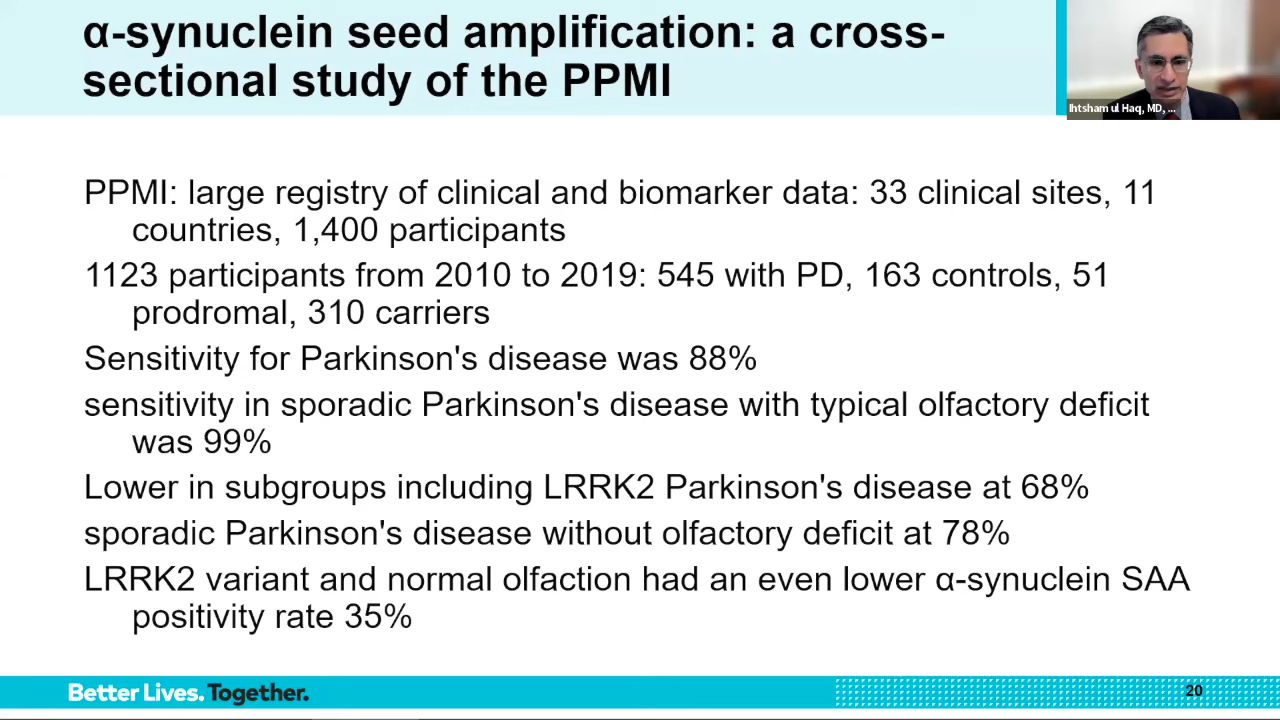 α-synuclein seed amplification: a cross-
sectional study of the PPMI
Ihtsham ul Haq, MD, ...
PPMI: large registry of clinical and biomarker data: 33 clinical sites, 11
countries, 1,400 participants
1123 participants from 2010 to 2019: 545 with PD, 163 controls, 51
prodromal, 310 carriers
Sensitivity for Parkinson's disease was 88%
sensitivity in sporadic Parkinson's disease with typical olfactory deficit
was 99%
Lower in subgroups including LRRK2 Parkinson's disease at 68%
sporadic Parkinson's disease without olfactory deficit at 78%
LRRK2 variant and normal olfaction had an even lower α-synuclein SAA
positivity rate 35%
Better Lives. Together.
20